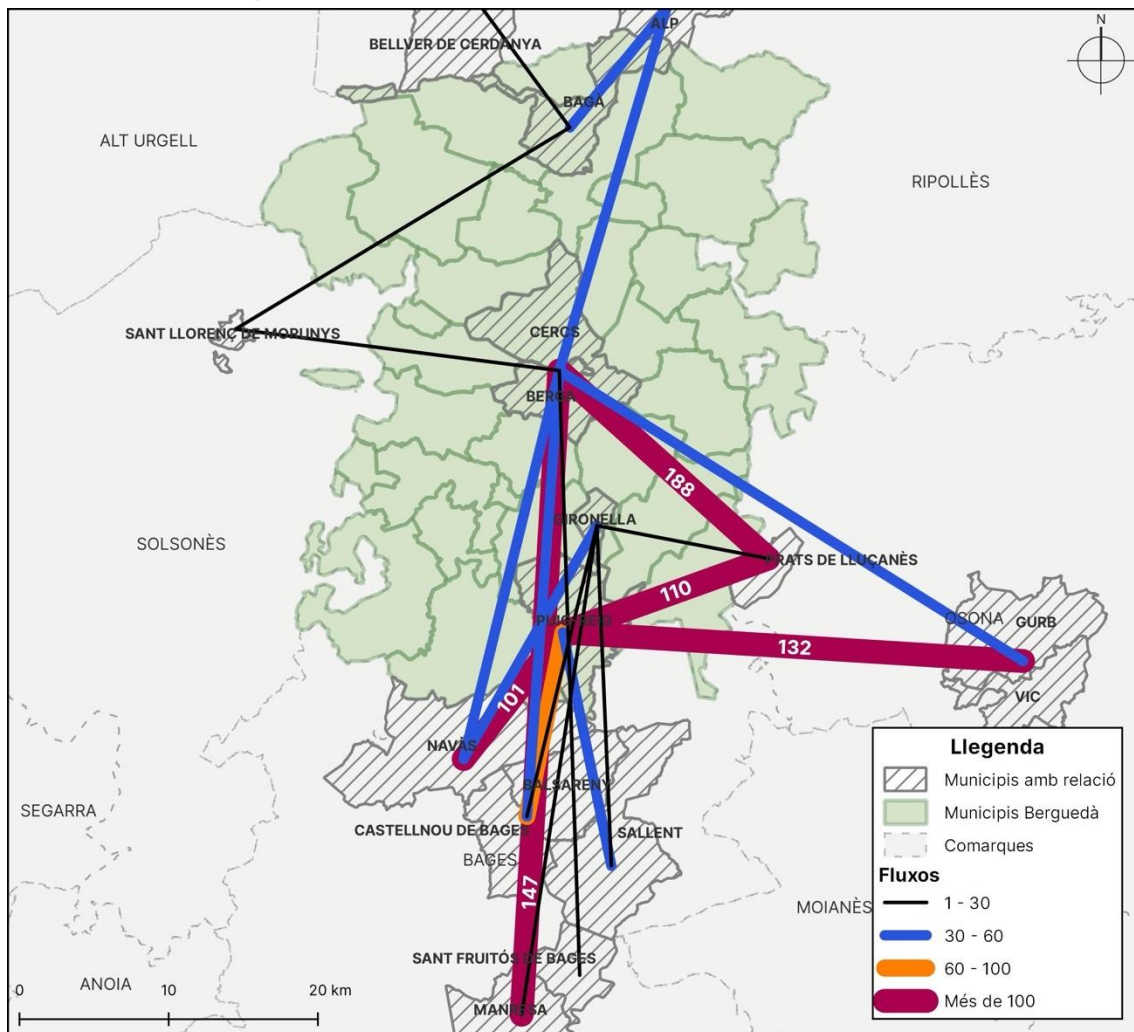 ALP
N
BELLVER DE CERDANYA
BAGÀ
ALT URGELL
RIPOLLÈS
SANT LLORENÇ DE MORUNYS
CERCS
BERGA
188
GIRONELLA
SOLSONÈS
PRATS DE LLUÇANÈS
110
PUIG-REIG
OSONA
GURB
132
VIC
101
NAVÀS
BALSARENY
SEGARRA
CASTELLNOU DE BAGES
SALLENT
BAGES
147
MOIANÈS
SANT FRUITÓS DE BAGES
ANOIA
MANRESA
0 10 20 km
Llegenda
Municipis amb relació
Municipis Berguedà
Comarques
Fluxos
1 - 30
30 - 60
60 - 100
Més de 100